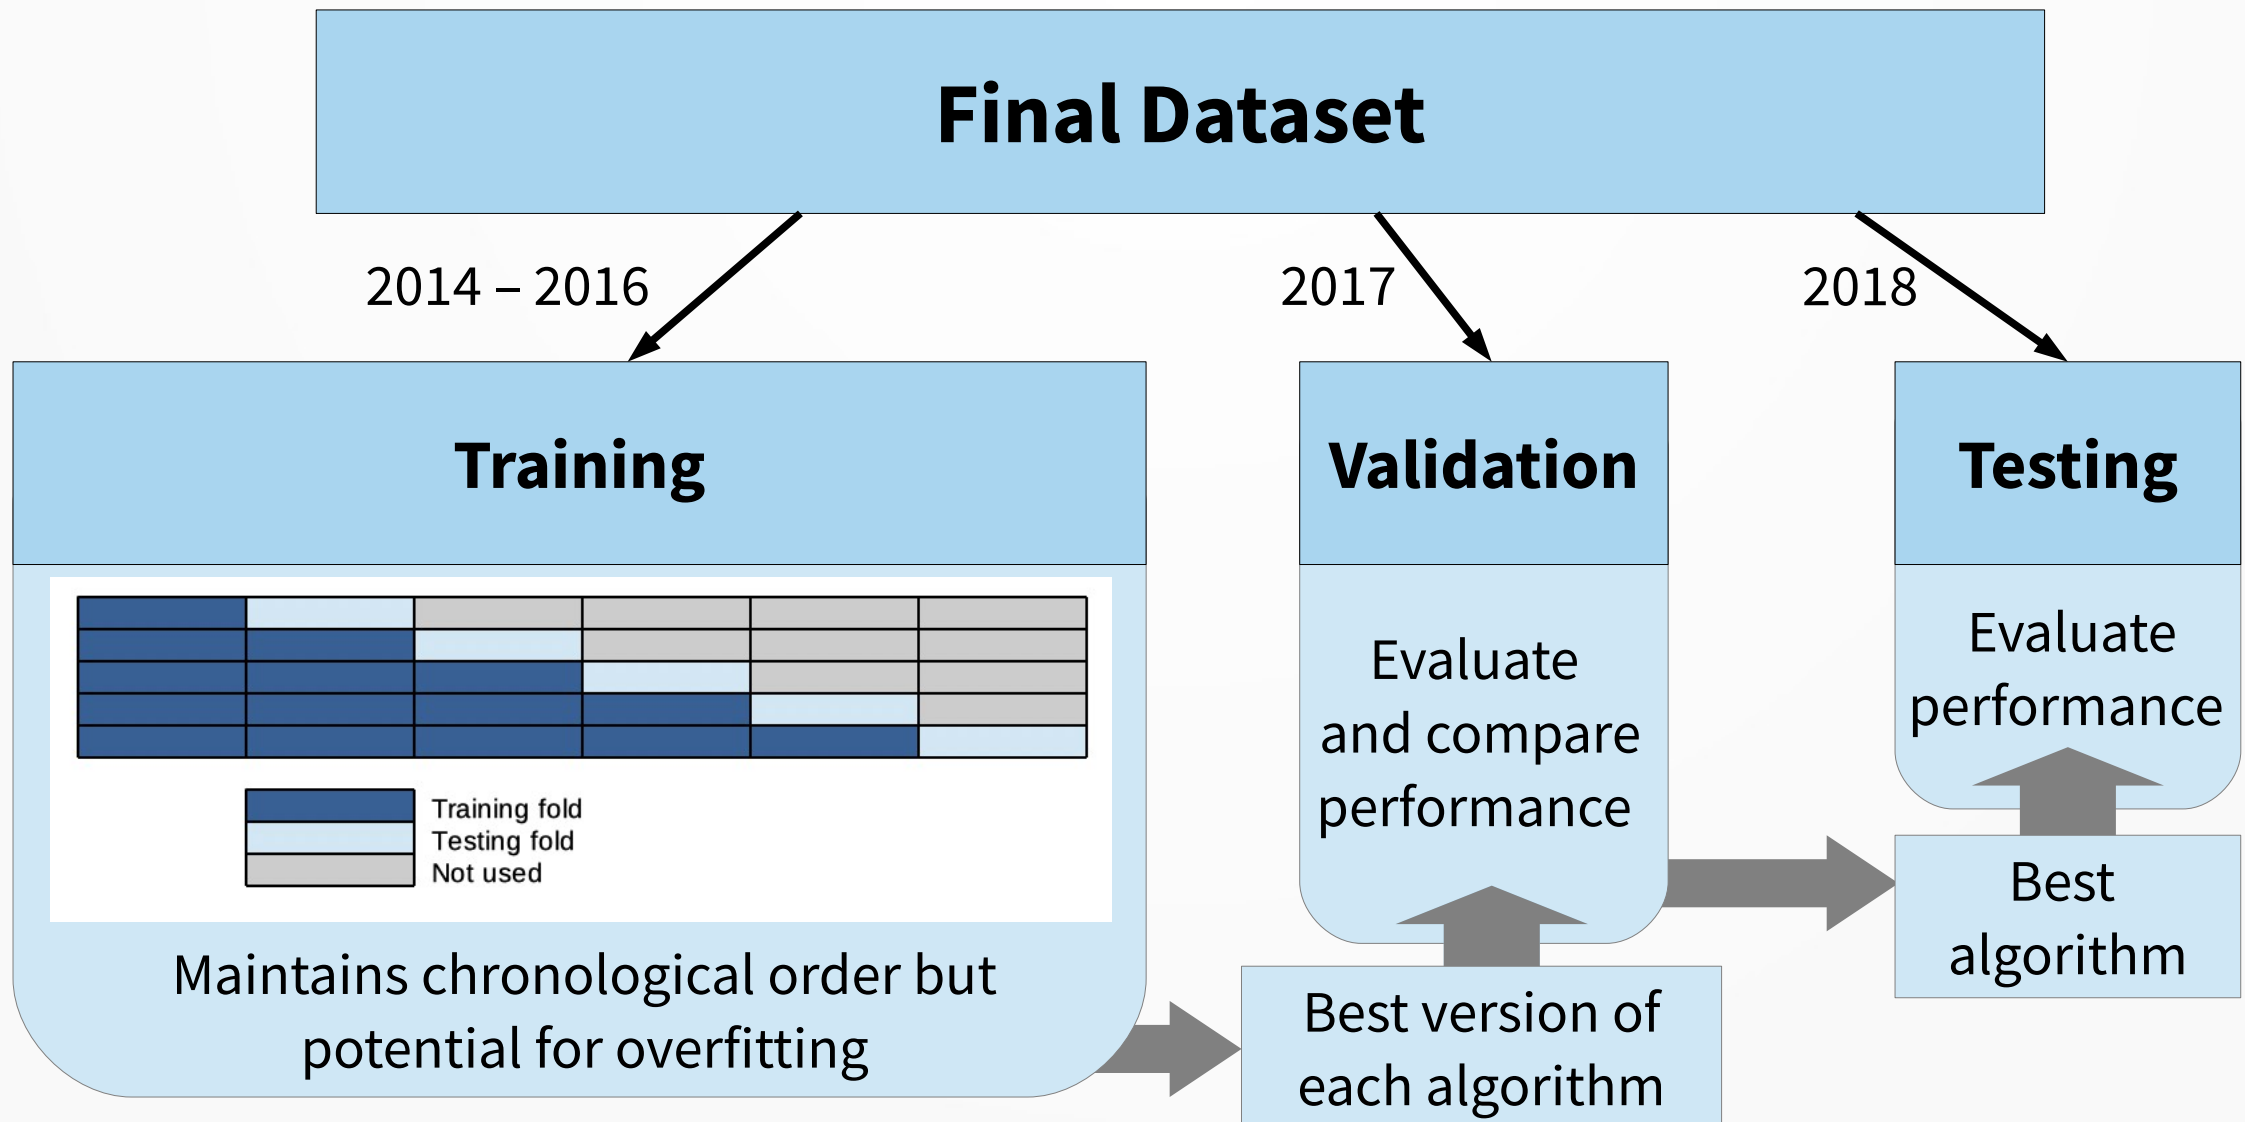 Final Dataset
2014 – 2016
2017
2018
Training
Validation
Testing
Training fold
Testing fold
Not used
Maintains chronological order but
potential for overfitting
Evaluate
and compare
performance
Best version of
each algorithm
Evaluate
performance
Best
algorithm